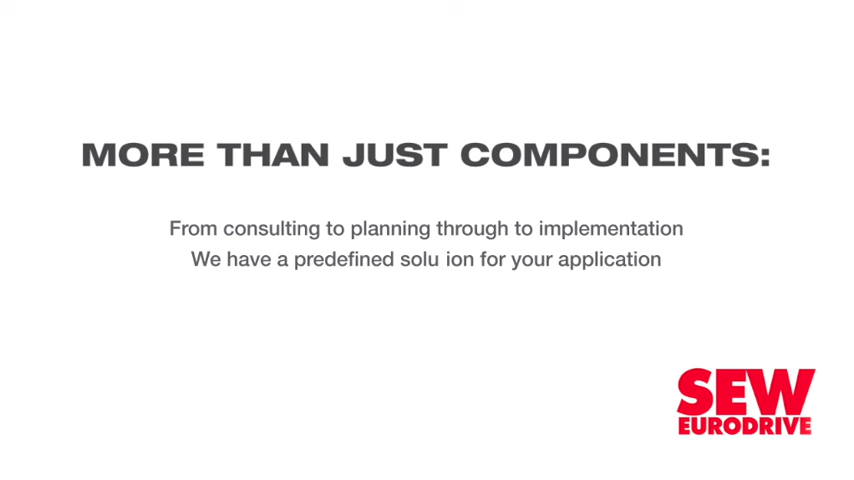 MORE THAN JUST COMPONENTS:
From consulting to planning through to implementation
We have a predefined solu ion for your application
SEW
EURODRIVE